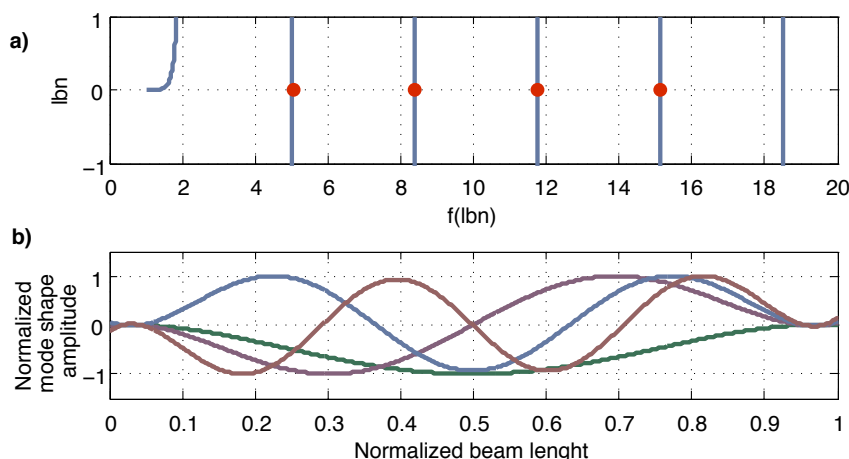 a)
lbn
1
0
−1
0 2 4 6 8 10 12 14 16 18 20
f(lbn)
b)
Normalized
mode shape
amplitude
1
0
−1
0 0.1 0.2 0.3 0.4 0.5 0.6 0.7 0.8 0.9 1
Normalized beam lenght